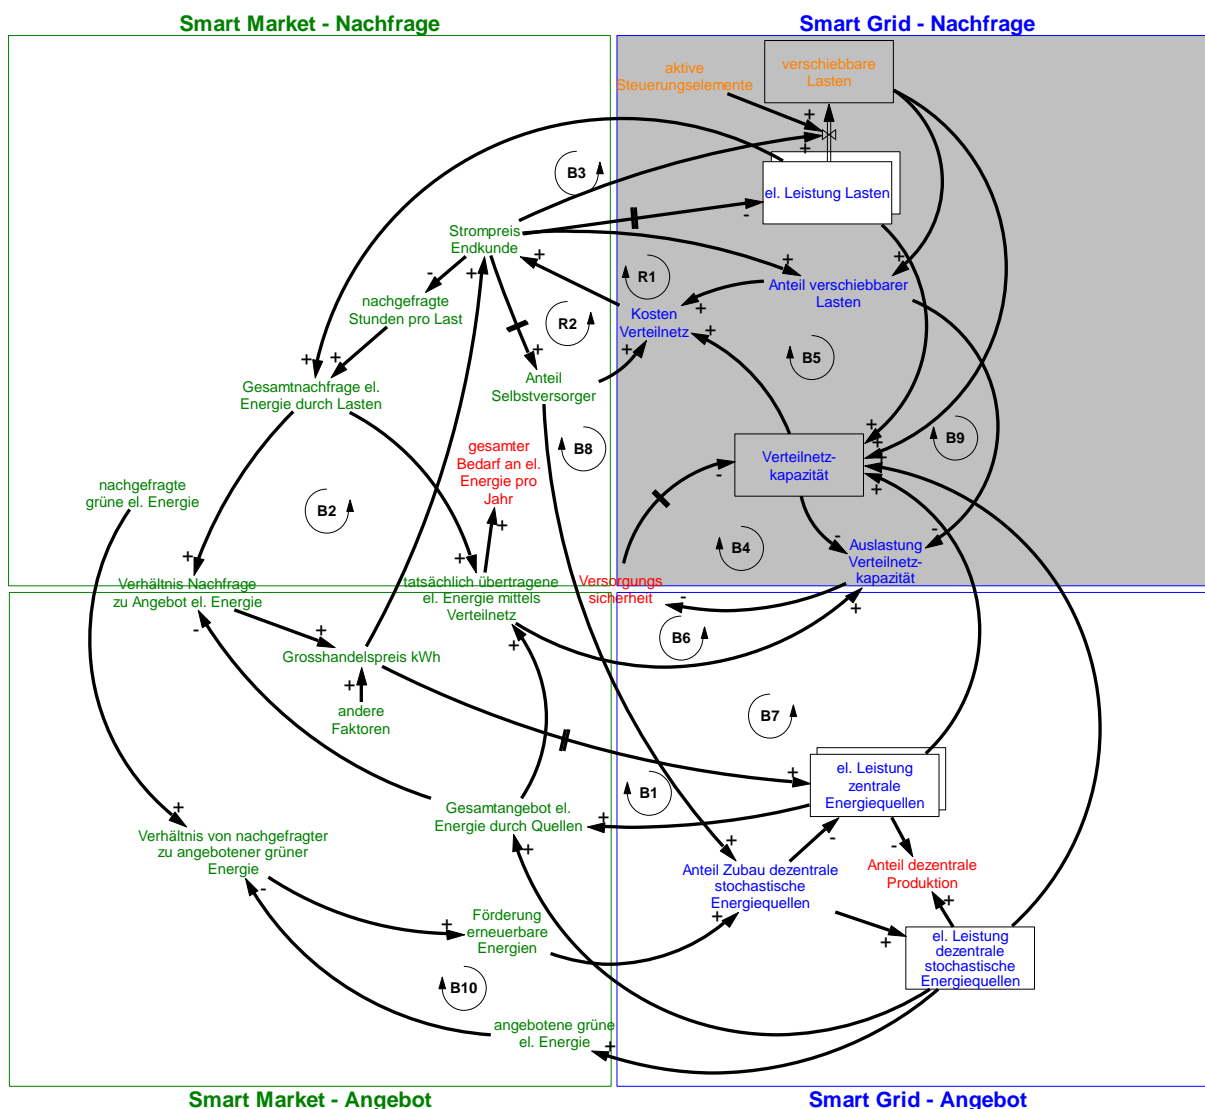 Smart Market - Nachfrage
Smart Grid - Nachfrage
aktive
Steuerungselemente
verschiebbare
Lasten
+
+
B3
el. Leistung Lasten
-
Strompreis
Endkunde
+
+
+
-
+
R1
Anteil verschiebbarer
Lasten
nachgefragte
Stunden pro Last
R2
Kosten
Verteilnetz
+
+
+
+
B5
+
+
Anteil
Selbstversorger
Gesamtnachfrage el.
Energie durch Lasten
gesamter
Bedarf an el.
Energie pro
Jahr
B8
+
+
+
+
B9
Verteilnetz-
kapazität
-
nachgefragte
grüne el. Energie
B2
+
-
-
B4
Auslastung
Verteilnetz-
kapazität
+
+
Verhältnis Nachfrage
zu Angebot el. Energie
tatsächlich übertragene
el. Energie mittels
Verteilnetz
Versorgungs
sicherheit
-
+
-
+
+
B6
Grosshandelspreis kWh
+
andere
Faktoren
B7
el. Leistung
zentrale
Energiequellen
+
B1
Gesamtangebot el.
Energie durch Quellen
+
+
Verhältnis von nachgefragter
zu angebotener grüner
Energie
+
+
-
-
Anteil Zubau dezentrale
stochastische
Energiequellen
Anteil dezentrale
Produktion
-
+
+
+
+
Förderung
erneuerbare
Energien
el. Leistung
dezentrale
stochastische
Energiequellen
B10
angebotene grüne
el. Energie
+
Smart Market - Angebot
Smart Grid - Angebot